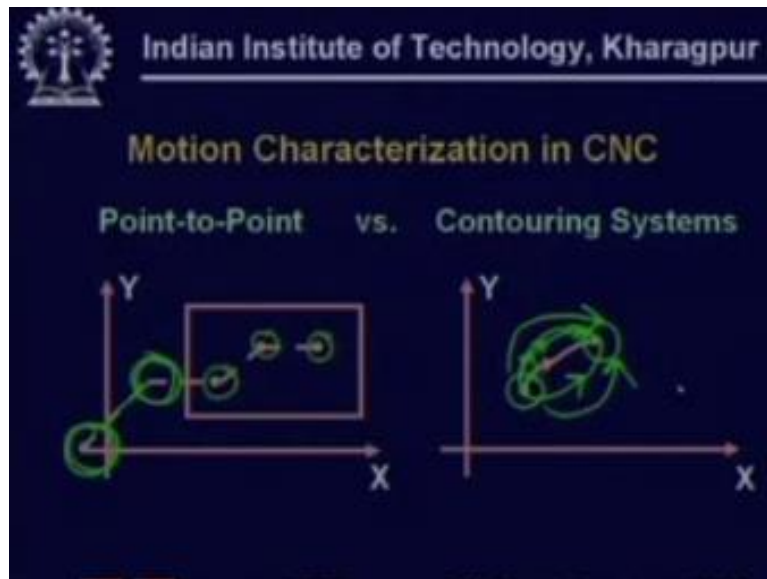 Indian Institute of Technology, Kharagpur
Motion Characterization in CNC
Point-to-Point vs. Contouring Systems
Y Y
X X